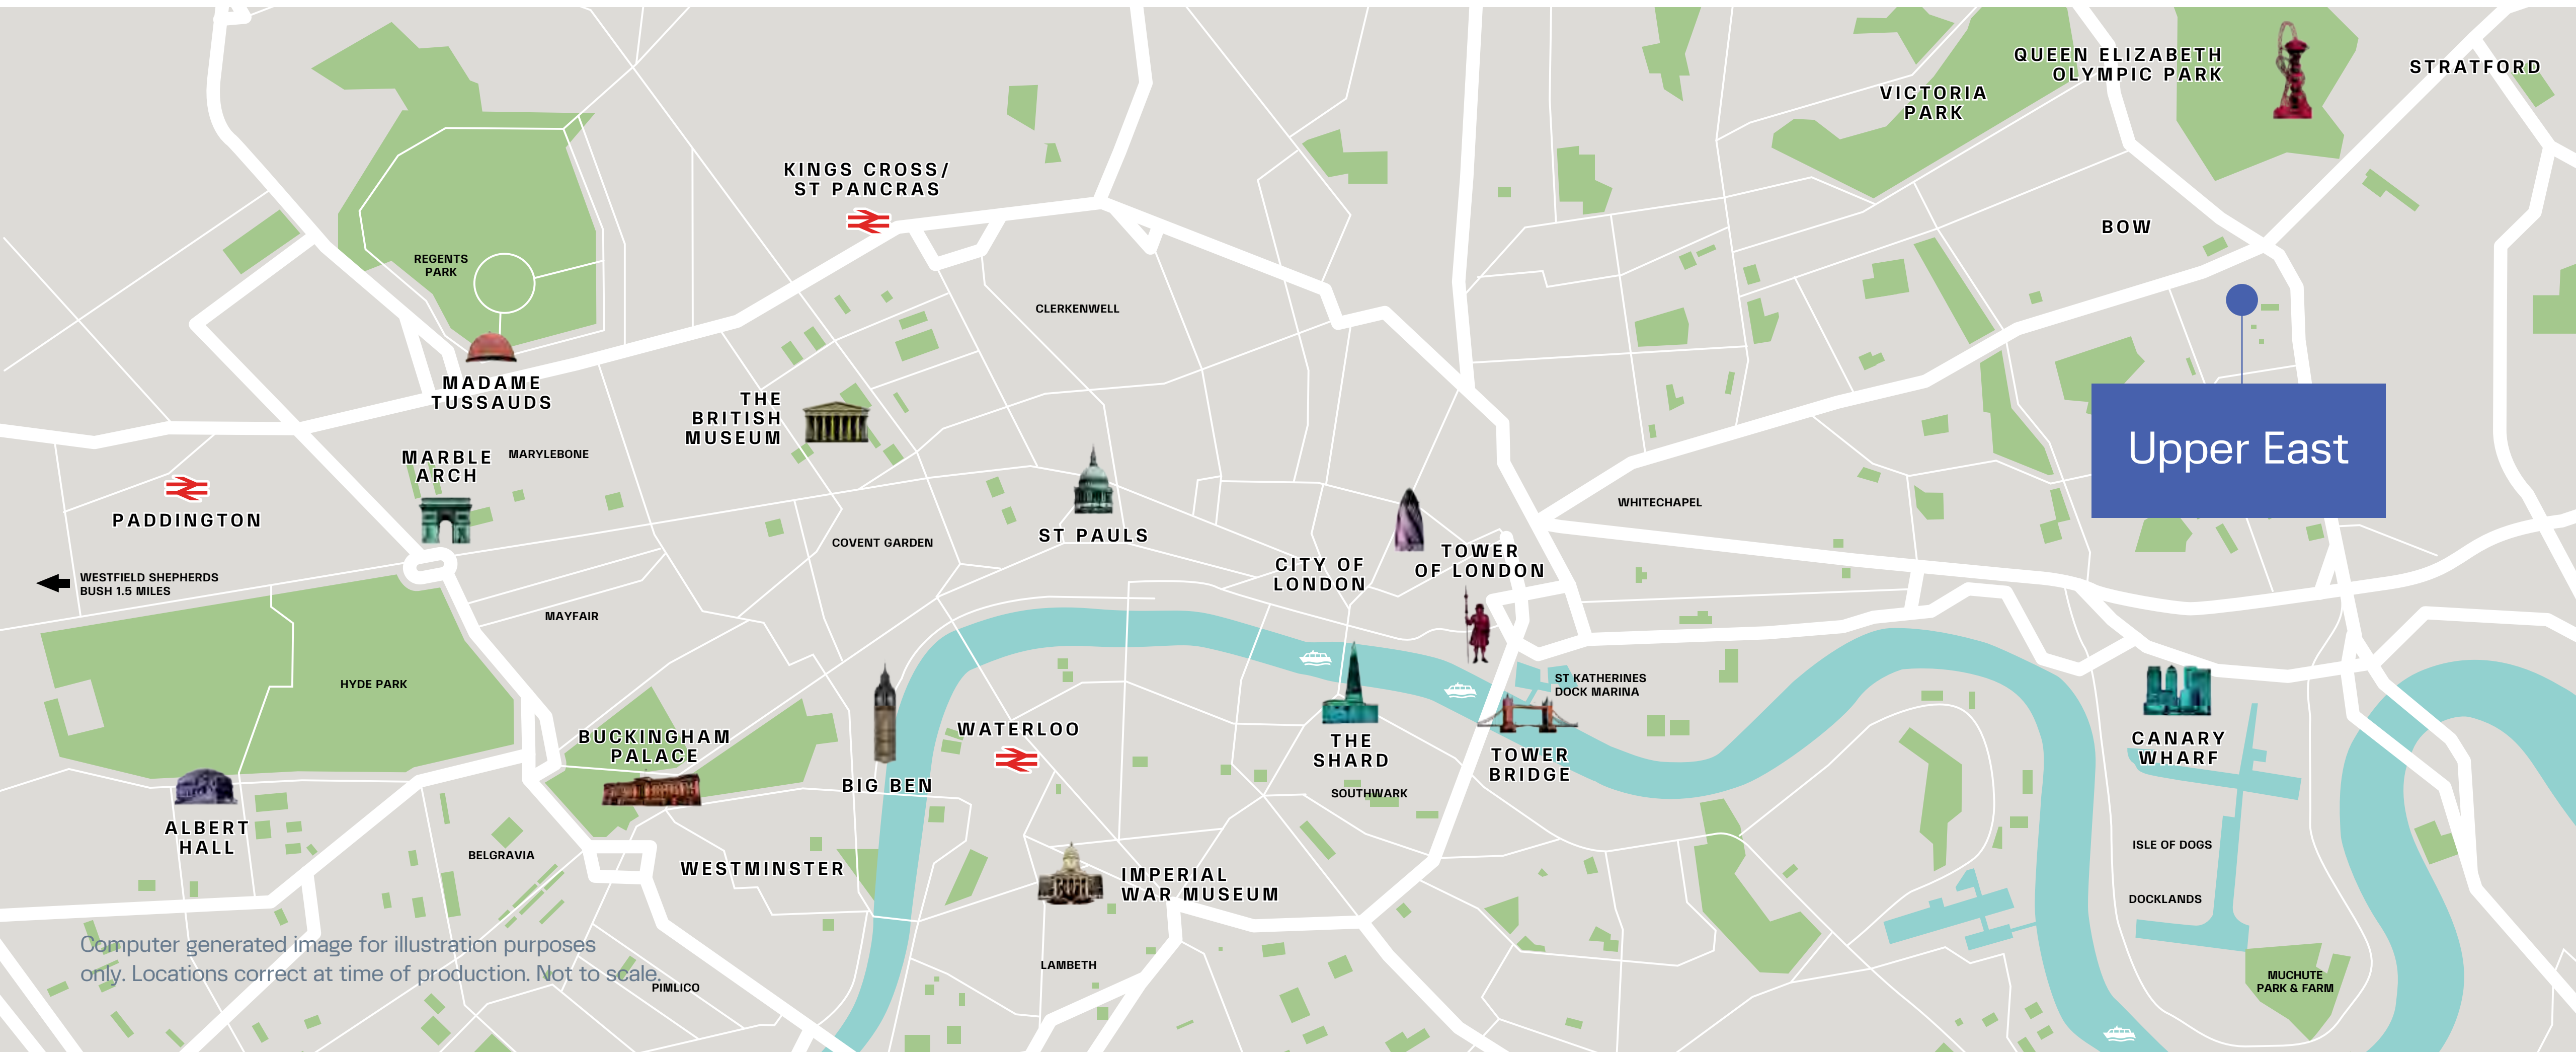 QUEEN ELIZABETH
OLYMPIC PARK
STRATFORD
VICTORIA
PARK
KINGS CROSS/
ST PANCRAS
BOW
REGENTS
PARK
CLERKENWELL
MADAME
TUSSAUDS
THE
BRITISH
MUSEUM
Upper East
MARBLE
ARCH
MARYLEBONE
WHITECHAPEL
PADDINGTON
COVENT GARDEN
ST PAULS
CITY OF
LONDON
TOWER
OF LONDON
WESTFIELD SHEPHERDS
BUSH 1.5 MILES
MAYFAIR
HYDE PARK
ST KATHERINES
DOCK MARINA
BUCKINGHAM
PALACE
WATERLOO
THE
SHARD
TOWER
BRIDGE
CANARY
WHARF
BIG BEN
SOUTHWARK
ALBERT
HALL
BELGRAVIA
WESTMINSTER
IMPERIAL
WAR MUSEUM
ISLE OF DOGS
DOCKLANDS
Computer generated image for illustration purposes
only. Locations correct at time of production. Not to scale.
PIMLICO
LAMBETH
MUCHUTE
PARK & FARM